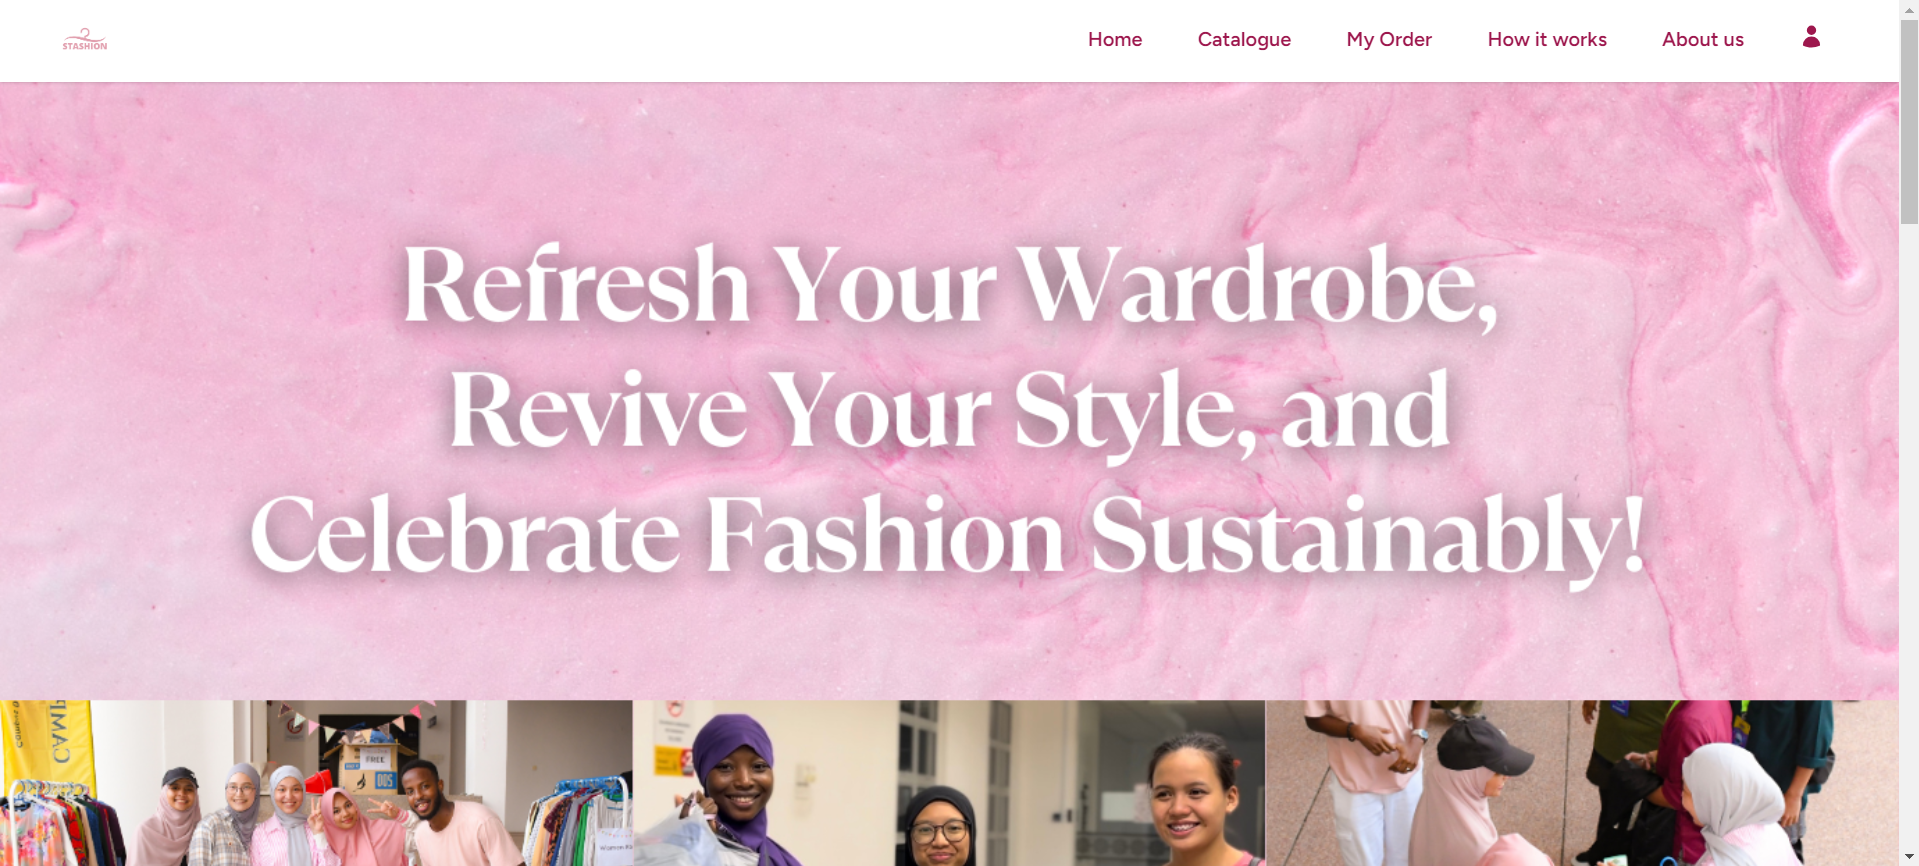 STASHION
Home
Catalogue
My Order
How it works
About us
Refresh Your Wardrobe,
Revive Your Style, and
Celebrate Fashion Sustainably!
CAMP
FREE